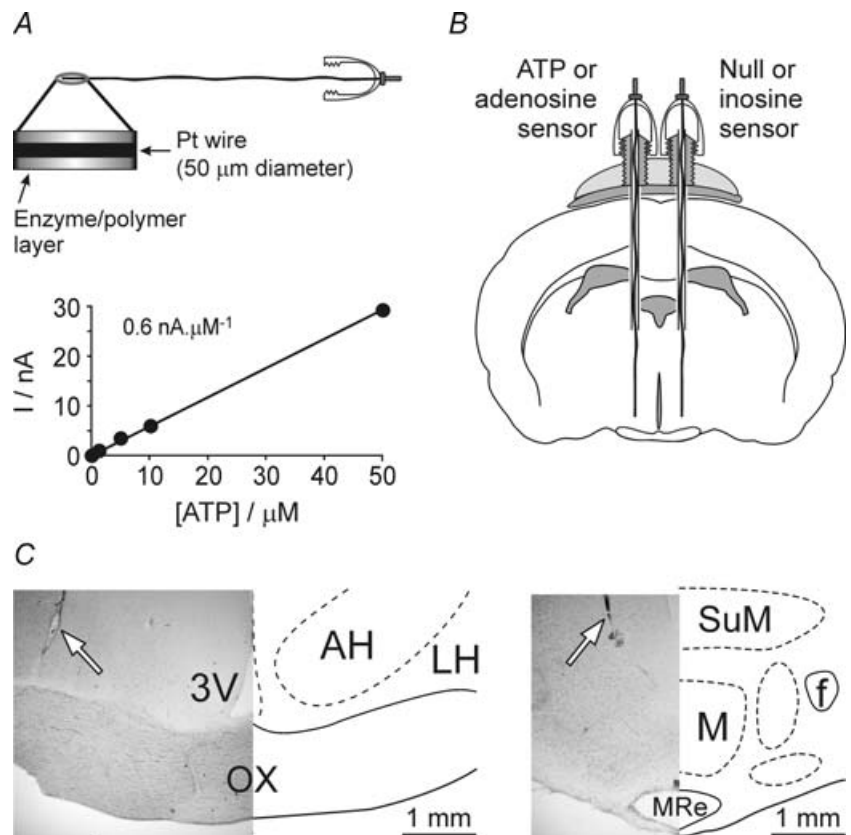 A
Pt wire
(50 μm diameter)
Enzyme/polymer
layer
30
20
10
0
I / nA
0.6 nA.μM-1
0
10
20
30
40
50
[ATP] / μM
B
ATP or
adenosine
sensor
Null or
inosine
sensor
C
3V
AH
LH
OX
1 mm
SuM
f
M
MRe
1 mm